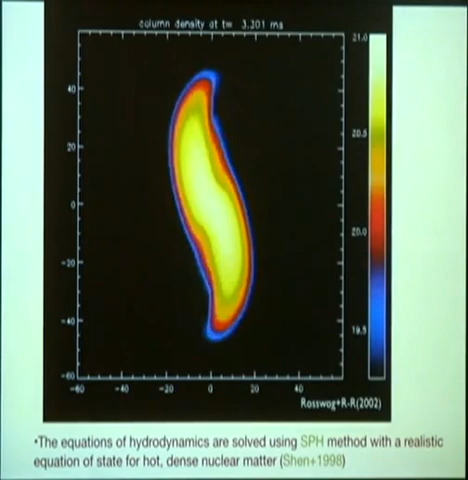 column density at t= 3.201 ms
21.0
40
20.5
20
0
20.0
-20
19.5
-40
-60
-60 -40 -20 0 20 40
Rosswog+R-R(2002)
•The equations of hydrodynamics are solved using SPH method with a realistic
equation of state for hot, dense nuclear matter (Shen+1998)